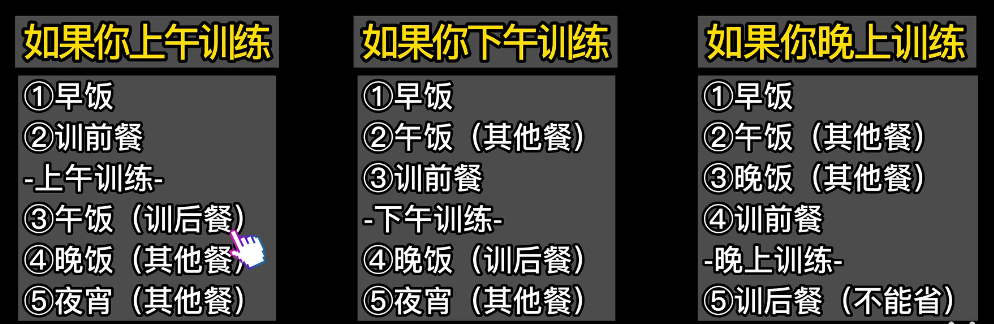 如果你上午训练
①早饭
②训前餐
-上午训练-
③午饭（训后餐）
④晚饭（其他餐）
⑤夜宵（其他餐）
如果你下午训练
①早饭
②午饭（其他餐）
③训前餐
-下午训练-
④晚饭（训后餐）
⑤夜宵（其他餐）
如果你晚上训练
①早饭
②午饭（其他餐）
③晚饭（其他餐）
④训前餐
-晚上训练-
⑤训后餐（不能省）